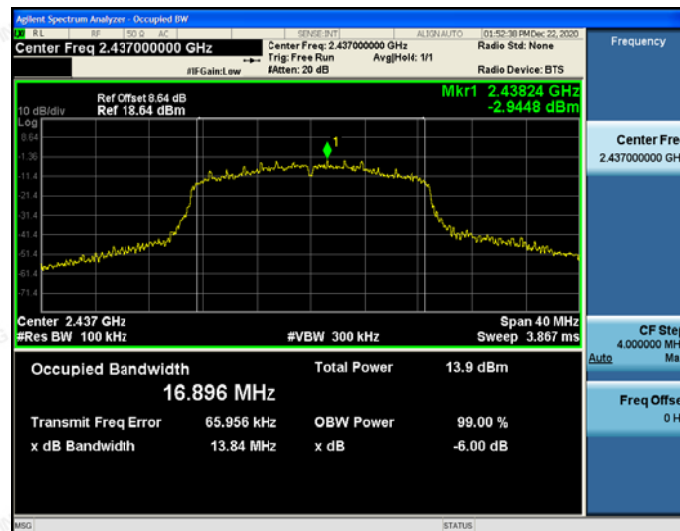 Agilent Spectrum Analyzer - Occupied BW
RL RF 50 Ω AC SENSE:INT ALIGNAUTO 01:52:38 PM Dec 22, 2020
Center Freq 2.437000000 GHz
Center Freq: 2.437000000 GHz
Radio Std: None
Trig: Free Run Avg|Hold: 1/1
#IFGain:Low
#Atten: 20 dB
Radio Device: BTS
Frequency
Mkr1 2.43824 GHz
-2.9448 dBm
Ref Offset 8.64 dB
10 dB/div Ref 18.64 dBm
Log
8.64
-1.36
-11.4
-21.4
-31.4
-41.4
-51.4
-61.4
-71.4
1
Center Fre
2.437000000 GH
Center 2.437 GHz Span 40 MHz
#Res BW 100 kHz #VBW 300 kHz Sweep 3.867 ms
CF Step
4.000000 MH
Auto Ma
Freq Offse
0 H
Occupied Bandwidth
16.896 MHz
Total Power 13.9 dBm
Transmit Freq Error 65.956 kHz OBW Power 99.00 %
x dB Bandwidth 13.84 MHz x dB -6.00 dB
MSG STATUS